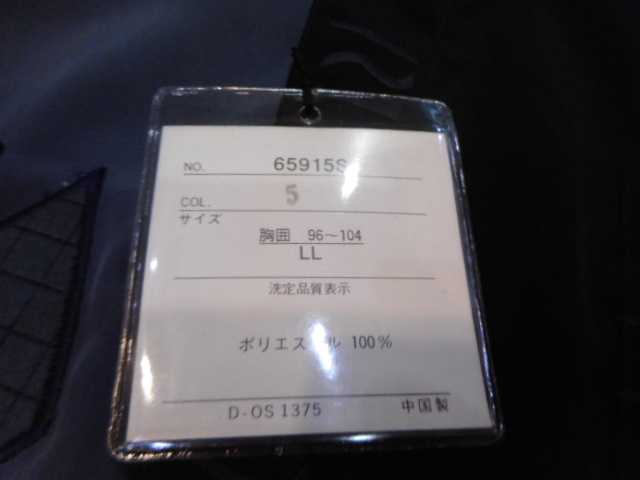 NO. 65915S
COL. 5
サイズ
胸囲 96～104
LL
洗定品質表示
ポリエステル 100%
D-OS 1375 中国製